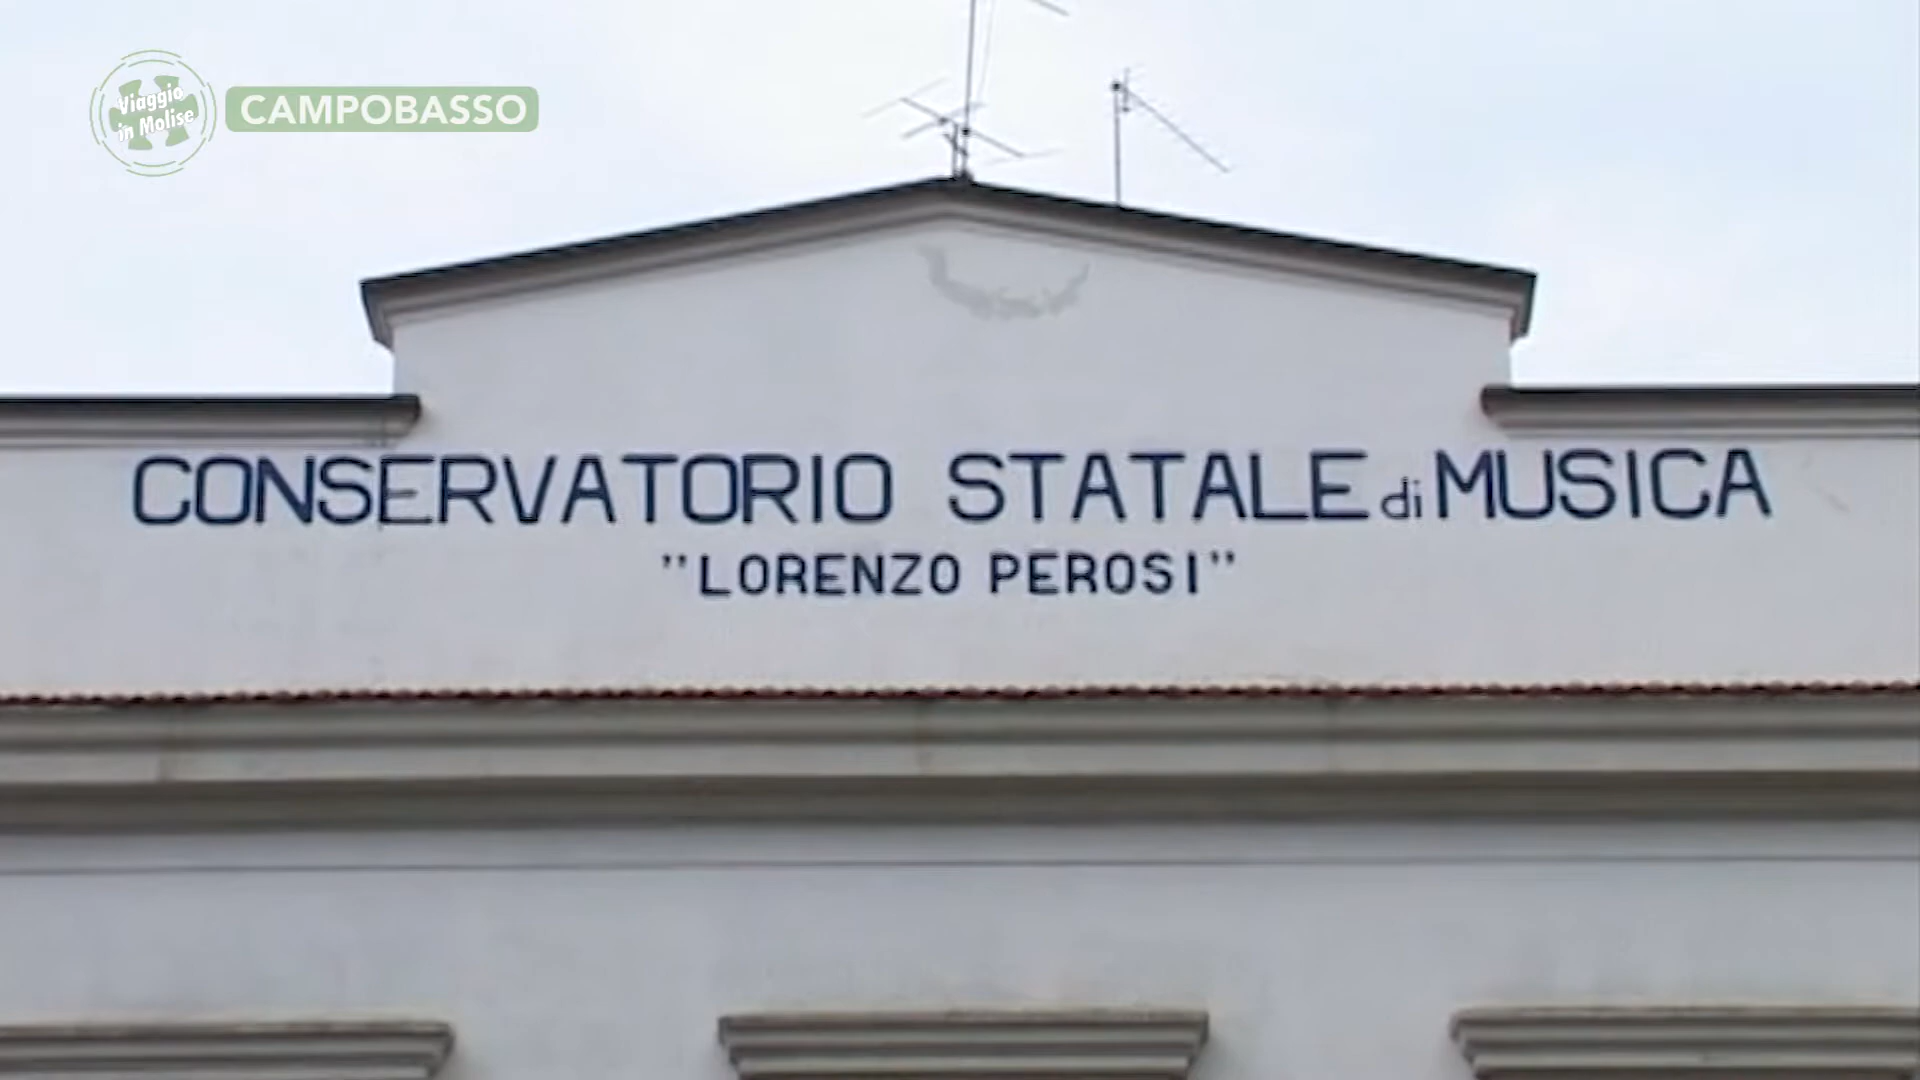 Viaggio
in Molise
CAMPOBASSO
CONSERVATORIO STATALE di MUSICA
"LORENZO PEROSI"